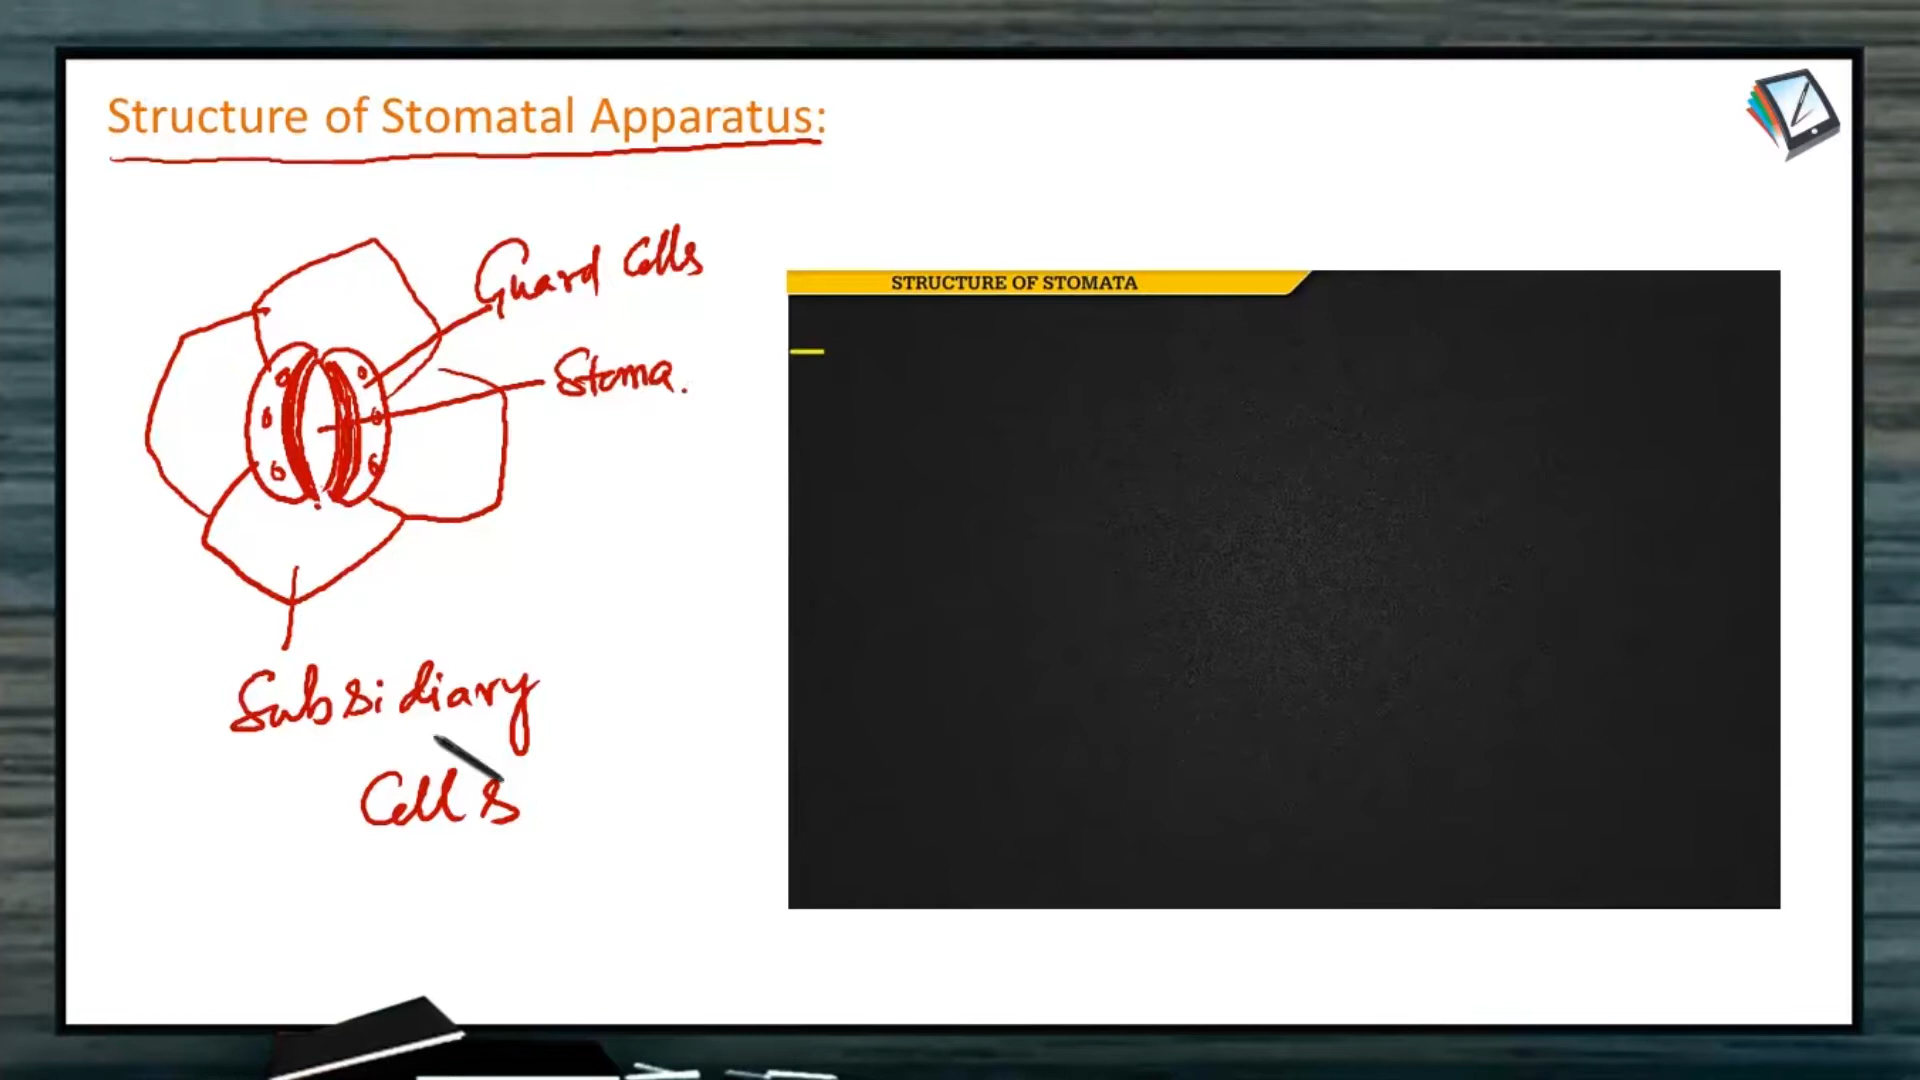 Structure of Stomatal Apparatus:
Guard Cells
Stoma.
Subsidiary
Cells
STRUCTURE OF STOMATA